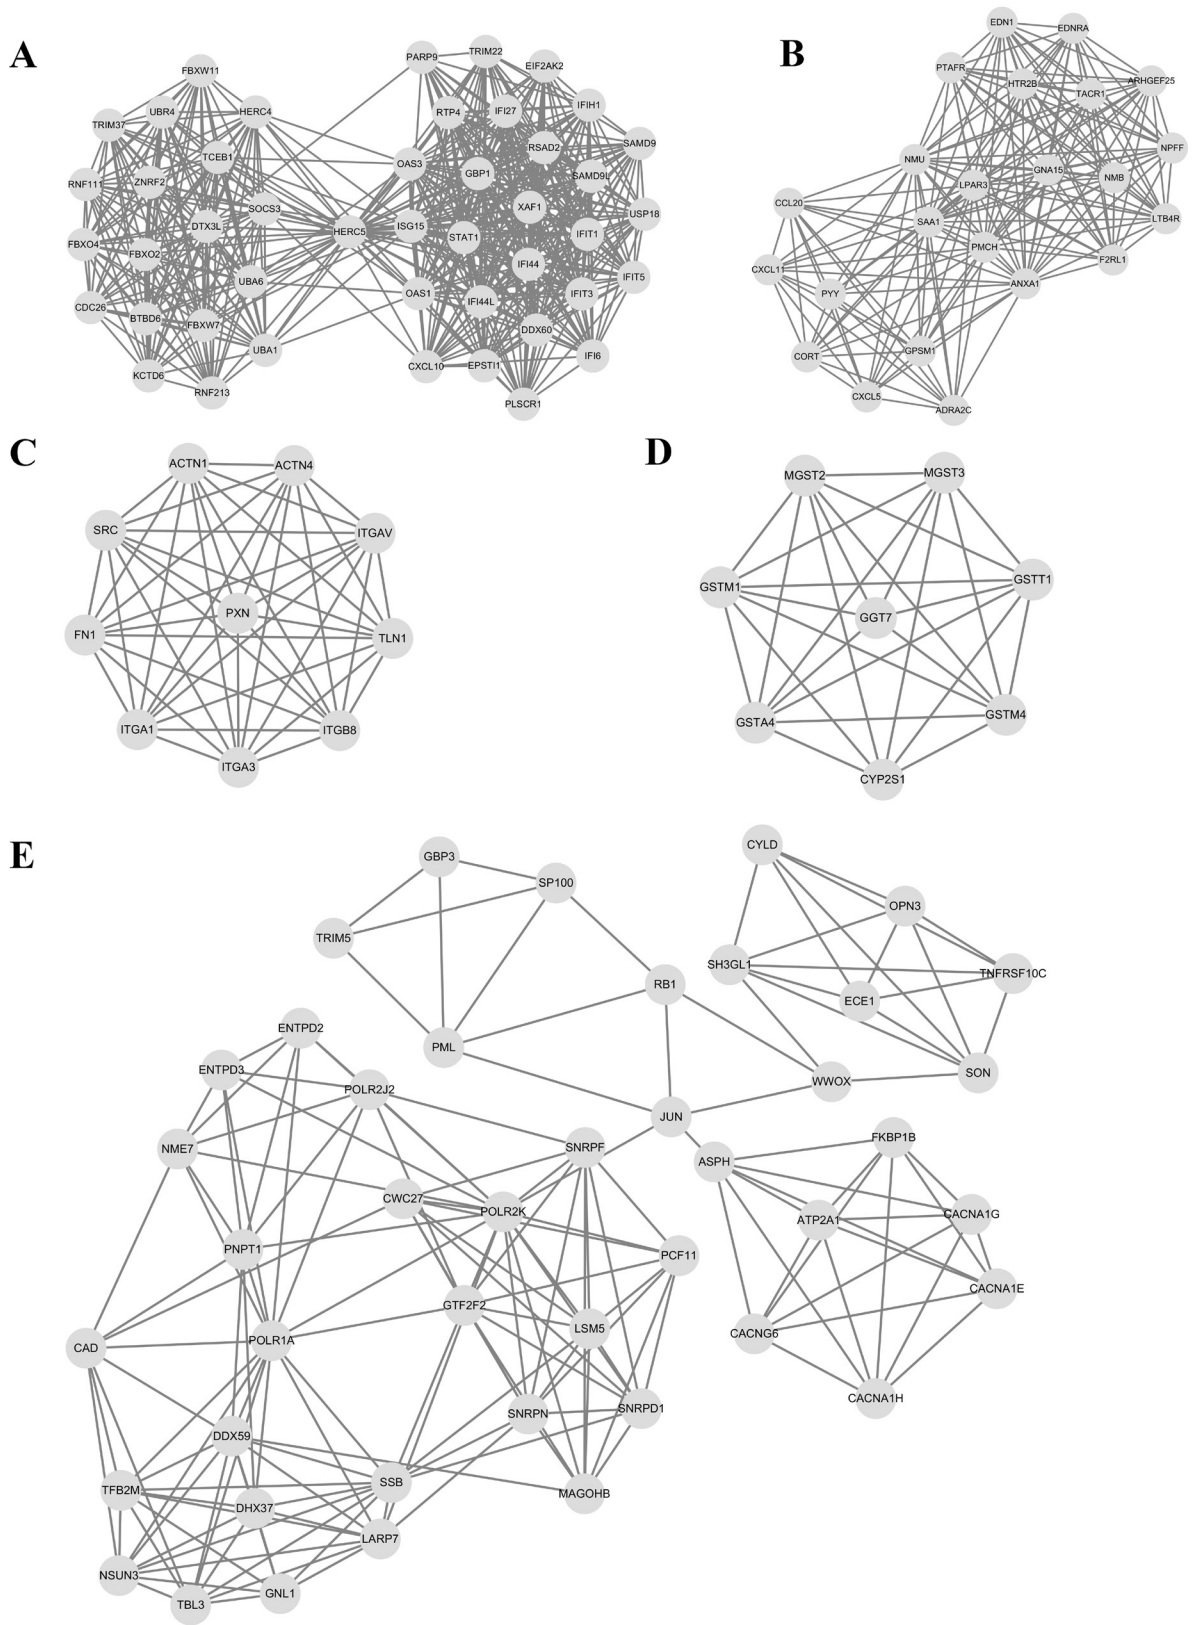 A
FBXW11
UBR4
HERC4
TRIM37
TCEB1
RNF111
ZNRF2
SOCS3
DTX3L
FBXO4
FBXO2
UBA6
CDC26
BTBD6
FBXW7
UBA1
KCTD6
RNF213
HERC5
PARP9
TRIM22
EIF2AK2
RTP4
IFI27
IFIH1
RSAD2
SAMD9
OAS3
GBP1
SAMD9L
XAF1
USP18
ISG15
STAT1
IFIT1
IFI44
IFIT5
OAS1
IFI44L
IFIT3
DDX60
CXCL10
EPSTI1
IFI6
PLSCR1
B
EDN1
EDNRA
PTAFR
HTR2B
TACR1
ARHGEF25
NMU
NPFF
GNA15
NMB
LPAR3
CCL20
SAA1
LTB4R
PMCH
F2RL1
CXCL11
ANXA1
PYY
CORT
GPSM1
CXCL5
ADRA2C
C
ACTN1
ACTN4
SRC
ITGAV
PXN
FN1
TLN1
ITGA1
ITGB8
ITGA3
D
MGST2
MGST3
GSTM1
GSTT1
GGT7
GSTA4
GSTM4
CYP2S1
E
GBP3
SP100
TRIM5
RB1
PML
WWOX
JUN
CYLD
OPN3
SH3GL1
TNFRSF10C
ECE1
SON
ENTPD2
ENTPD3
POLR2J2
NME7
SNRPF
CWC27
POLR2K
PNPT1
PCF11
GTF2F2
LSM5
CAD
POLR1A
SNRPN
SNRPD1
DDX59
SSB
MAGOHB
TFB2M
DHX37
LARP7
NSUN3
TBL3
GNL1
ASPH
FKBP1B
ATP2A1
CACNA1G
CACNA1E
CACNG6
CACNA1H